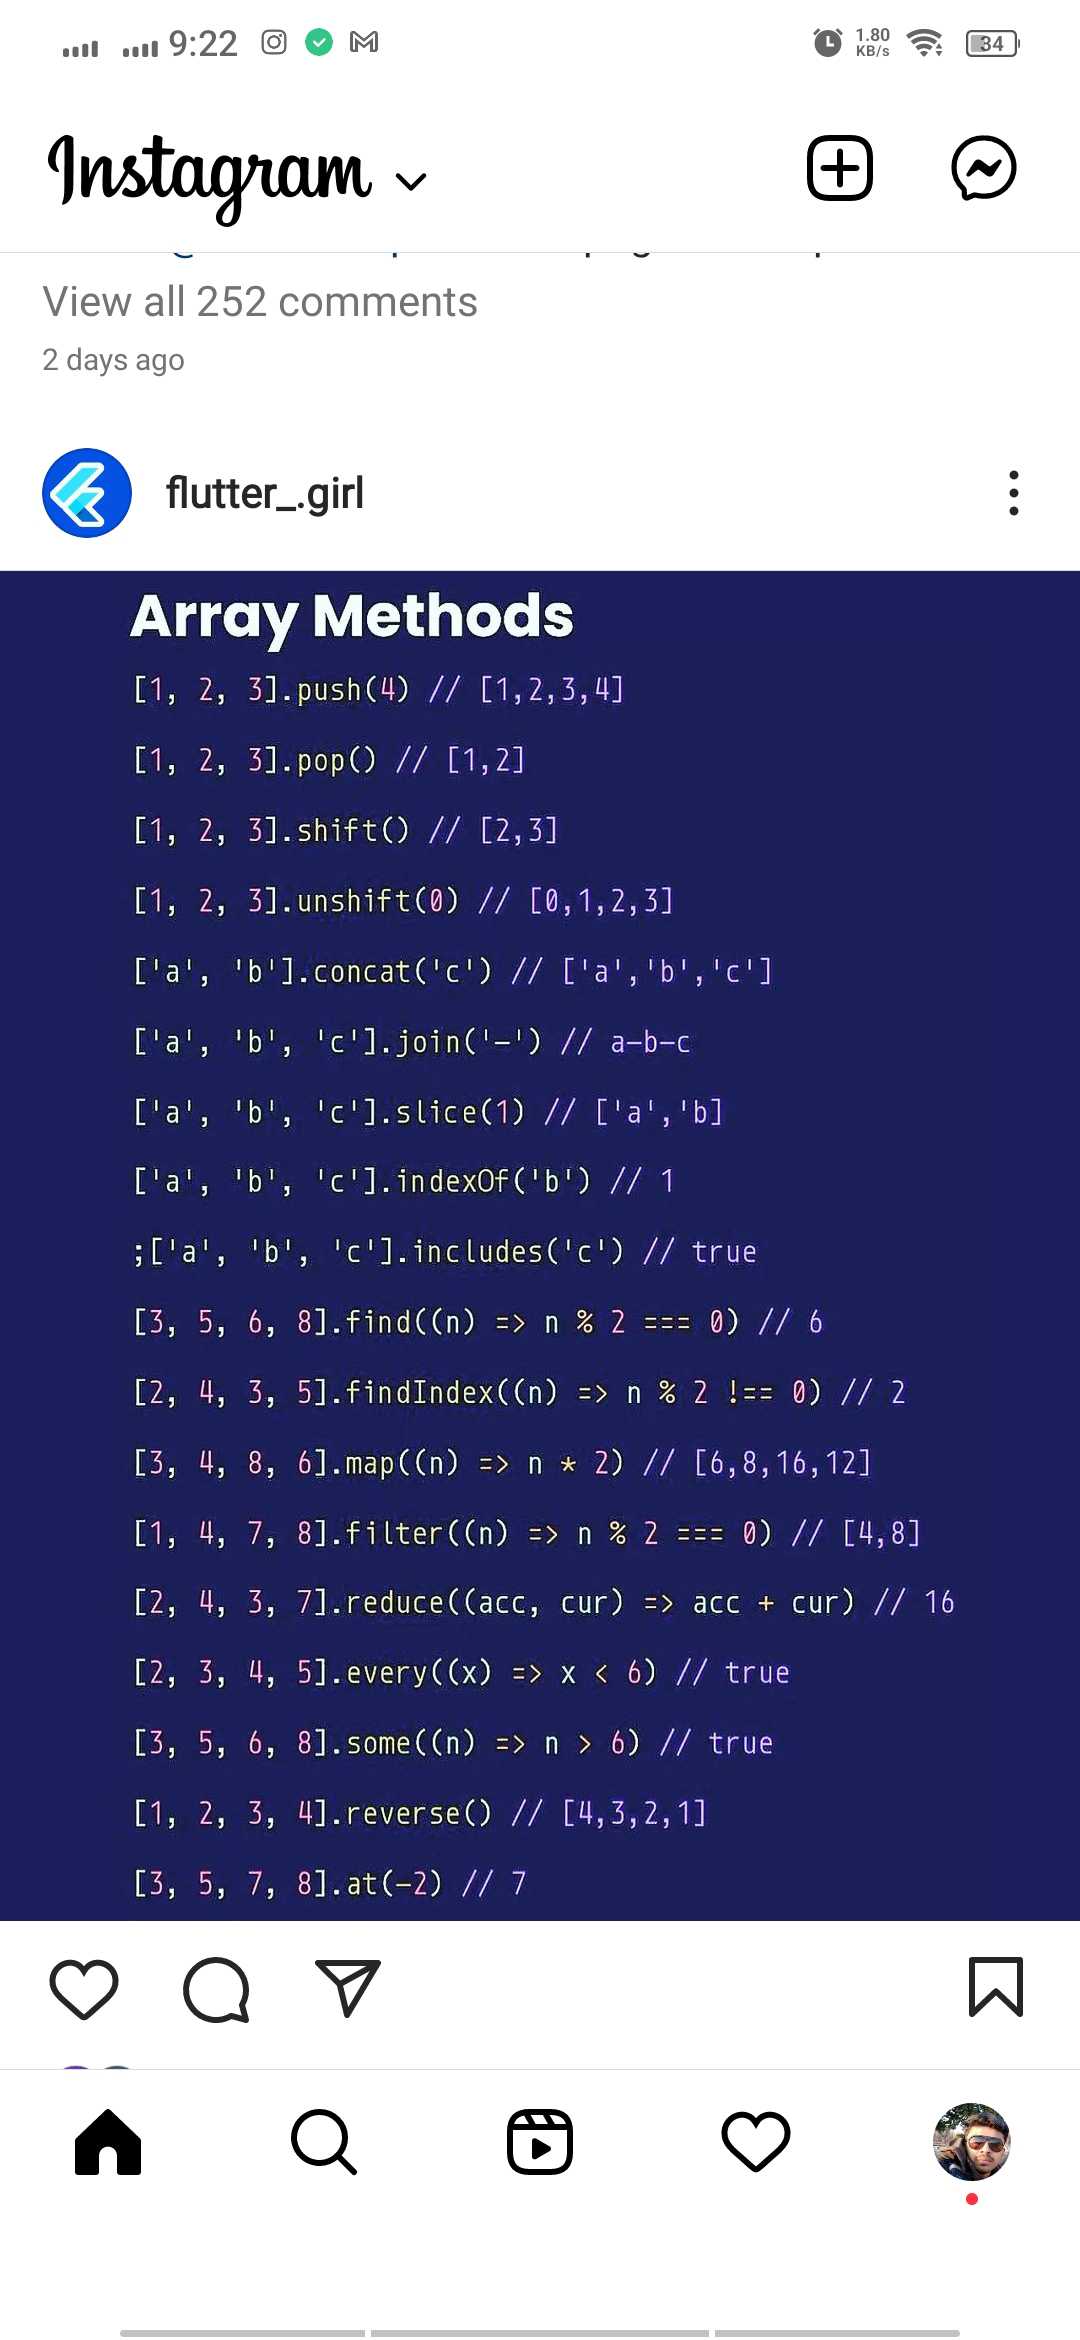 9:22 1.80 KB/s 34
Instagram
View all 252 comments
2 days ago
flutter_.girl
Array Methods
[1, 2, 3].push(4) // [1,2,3,4]
[1, 2, 3].pop() // [1,2]
[1, 2, 3].shift() // [2,3]
[1, 2, 3].unshift(0) // [0,1,2,3]
['a', 'b'].concat('c') // ['a','b','c']
['a', 'b', 'c'].join('-') // a-b-c
['a', 'b', 'c'].slice(1) // ['a','b]
['a', 'b', 'c'].indexOf('b') // 1
;['a', 'b', 'c'].includes('c') // true
[3, 5, 6, 8].find((n) => n % 2 === 0) // 6
[2, 4, 3, 5].findIndex((n) => n % 2 !== 0) // 2
[3, 4, 8, 6].map((n) => n * 2) // [6,8,16,12]
[1, 4, 7, 8].filter((n) => n % 2 === 0) // [4,8]
[2, 4, 3, 7].reduce((acc, cur) => acc + cur) // 16
[2, 3, 4, 5].every((x) => x < 6) // true
[3, 5, 6, 8].some((n) => n > 6) // true
[1, 2, 3, 4].reverse() // [4,3,2,1]
[3, 5, 7, 8].at(-2) // 7